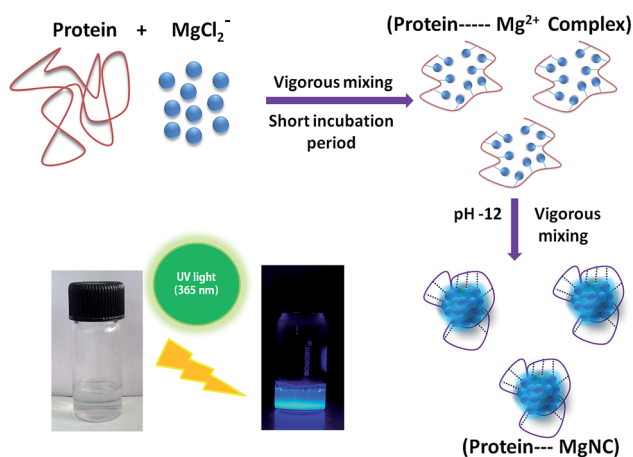 Protein + MgCl₂⁻
(Protein----- Mg²⁺ Complex)
Vigorous mixing
Short incubation
period
pH -12
Vigorous
mixing
UV light
(365 nm)
(Protein--- MgNC)